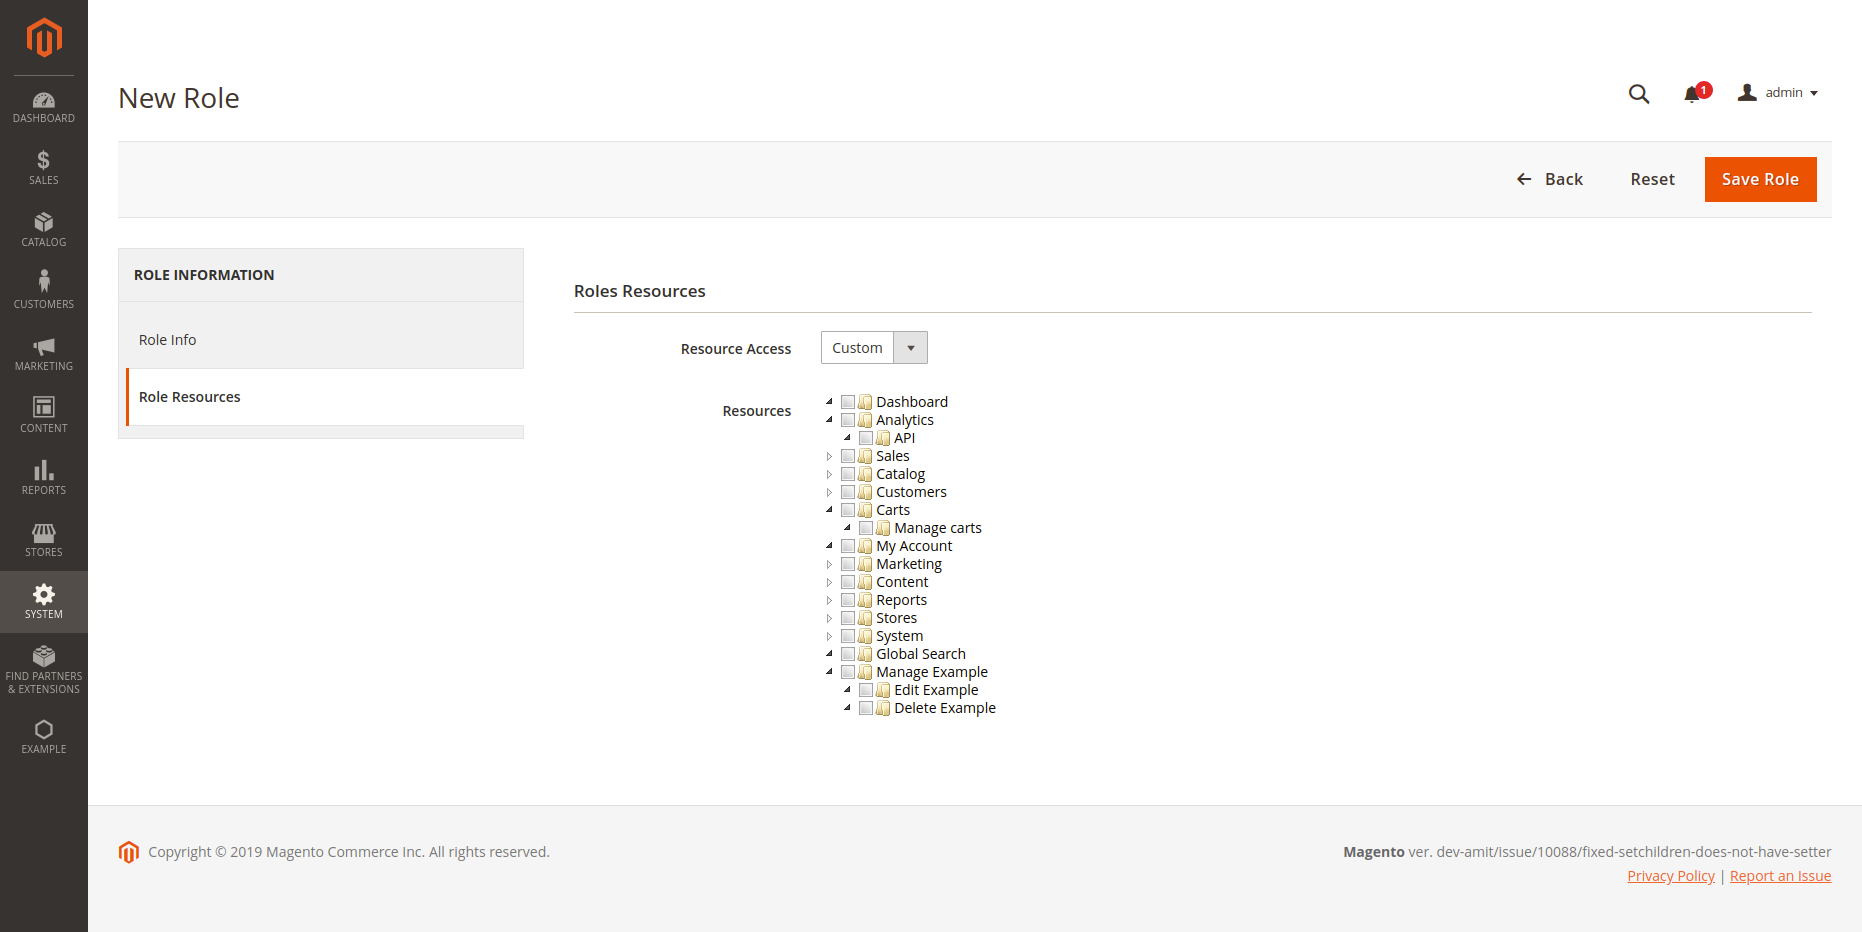 DASHBOARD
SALES
CATALOG
CUSTOMERS
MARKETING
CONTENT
REPORTS
STORES
SYSTEM
FIND PARTNERS
& EXTENSIONS
EXAMPLE
New Role
1
admin
Back
Reset
Save Role
ROLE INFORMATION
Role Info
Role Resources
Roles Resources
Resource Access
Custom
Resources
Dashboard
Analytics
API
Sales
Catalog
Customers
Carts
Manage carts
My Account
Marketing
Content
Reports
Stores
System
Global Search
Manage Example
Edit Example
Delete Example
Copyright © 2019 Magento Commerce Inc. All rights reserved.
Magento ver. dev-amit/issue/10088/fixed-setchildren-does-not-have-setter
Privacy Policy | Report an Issue